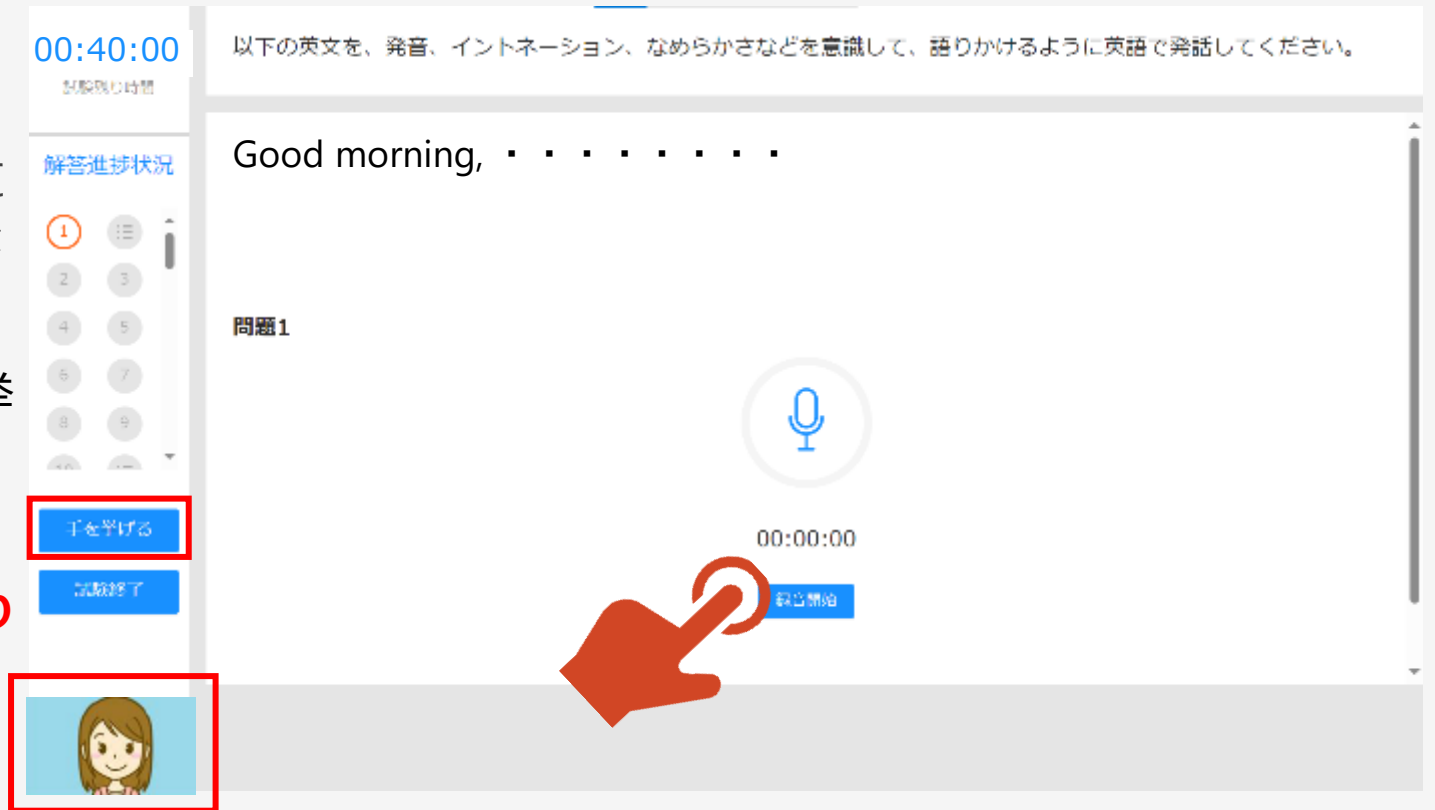 00:40:00
試験残り時間
以下の英文を、発音、イントネーション、なめらかさなどを意識して、語りかけるように英語で発話してください。
解答進捗状況
1
2 3
4 5
6 7
8 9
Good morning, ・・・・・・・・
問題1
00:00:00
録音開始
手を挙げる
試験終了